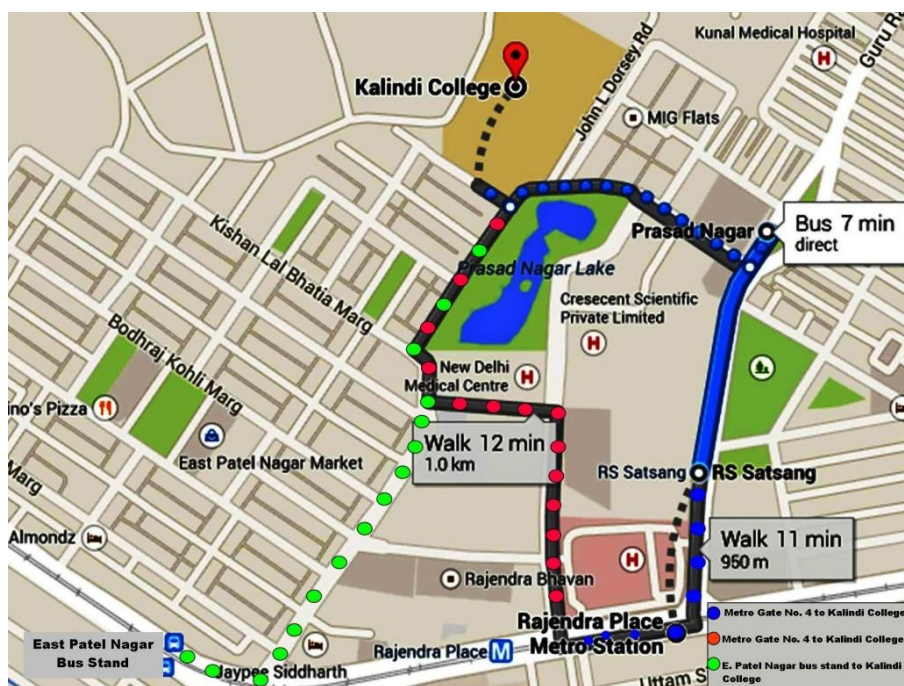 Kunal Medical Hospital
Guru Ra
John L. Dorsey Rd
Kalindi College
MIG Flats
Prasad Nagar
Bus 7 min
direct
Kishan Lal Bhatia Marg
Prasad Nagar Lake
Cresecent Scientific
Private Limited
Bodhraj Kohli Marg
New Delhi
Medical Centre
ino's Pizza
Walk 12 min
1.0 km
East Patel Nagar Market
RS Satsang
RS Satsang
Marg
Almondz
Walk 11 min
950 m
Rajendra Bhavan
Rajendra Place
Metro Station
Metro Gate No. 4 to Kalindi College
Metro Gate No. 4 to Kalindi College
E. Patel Nagar bus stand to Kalindi
College
East Patel Nagar
Bus Stand
Rajendra Place
M
Jaypee Siddharth
Uttam S
H
H
H
H